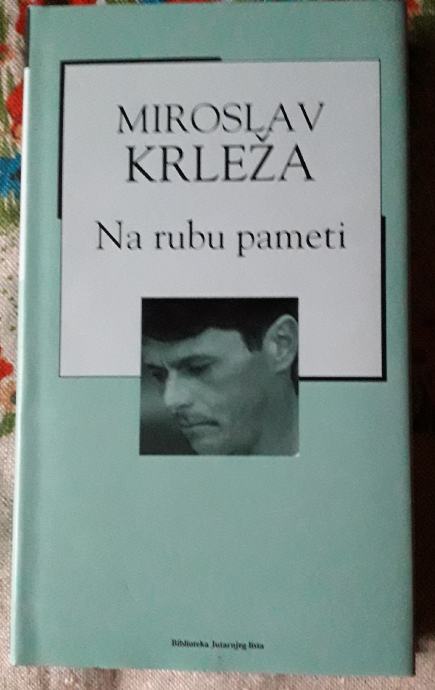 MIROSLAV
KRLEŽA
Na rubu pameti
Biblioteka Jutarnjeg lista